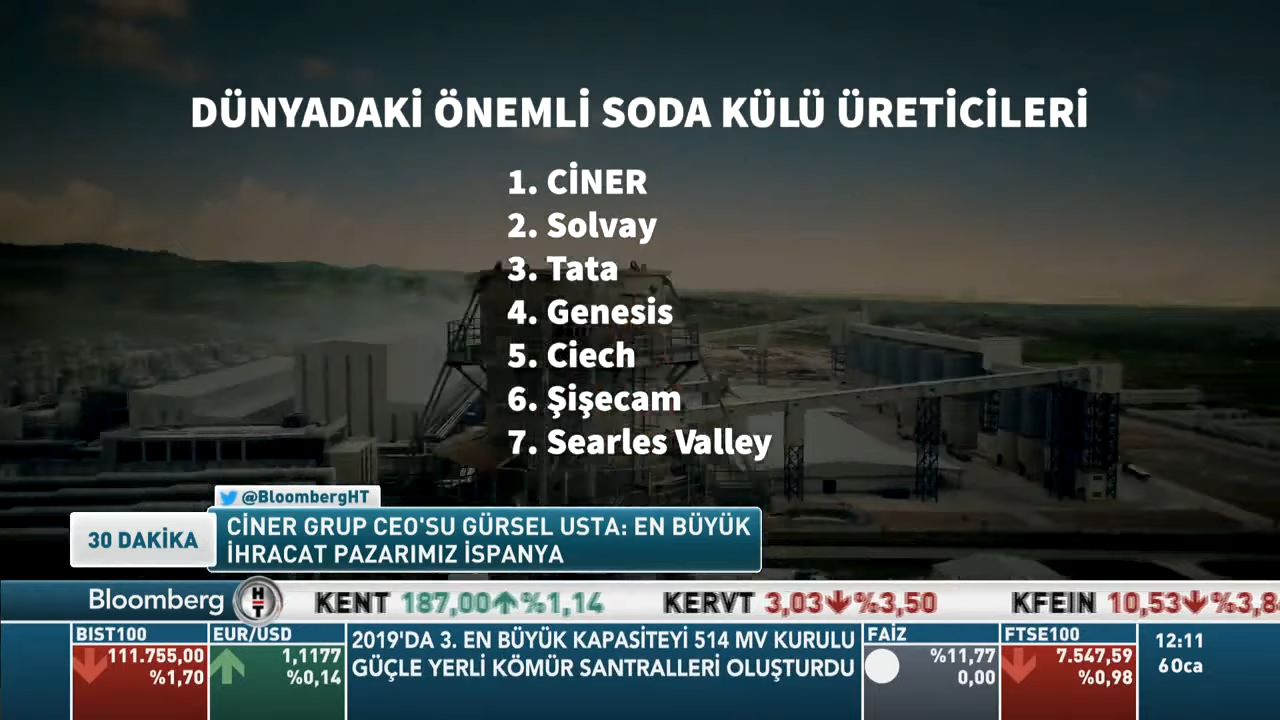 DÜNYADAKİ ÖNEMLİ SODA KÜLÜ ÜRETİCİLERİ
1. CİNER
2. Solvay
3. Tata
4. Genesis
5. Ciech
6. Şişecam
7. Searles Valley
@BloombergHT
30 DAKİKA
CİNER GRUP CEO'SU GÜRSEL USTA: EN BÜYÜK
İHRACAT PAZARIMIZ İSPANYA
Bloomberg HT
KENT 187,00 %1,14 KERVT 3,03 %3,50 KFEIN 10,53 %3,8
BIST100
111.755,00
%1,70
EUR/USD
1,1177
%0,14
2019'DA 3. EN BÜYÜK KAPASİTEYİ 514 MV KURULU
GÜÇLE YERLİ KÖMÜR SANTRALLERİ OLUŞTURDU
FAİZ
%11,77
0,00
FTSE100
7.547,59
%0,98
12:11
6 Oca